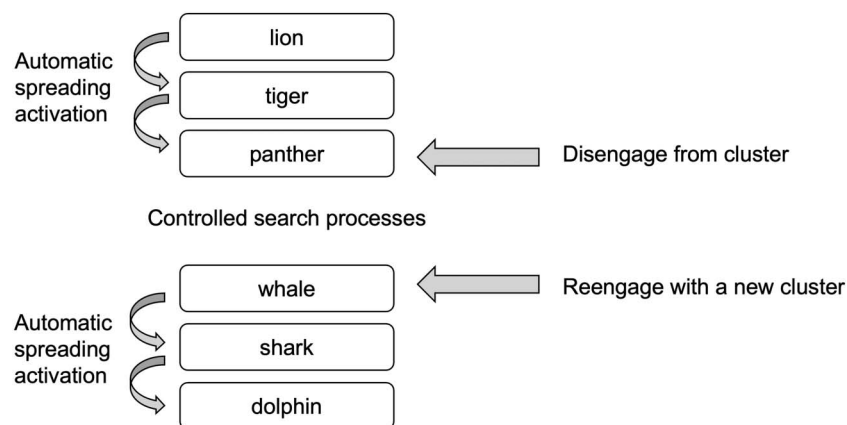 lion
Automatic
spreading
activation
tiger
panther
Disengage from cluster
Controlled search processes
whale
Reengage with a new cluster
Automatic
spreading
activation
shark
dolphin